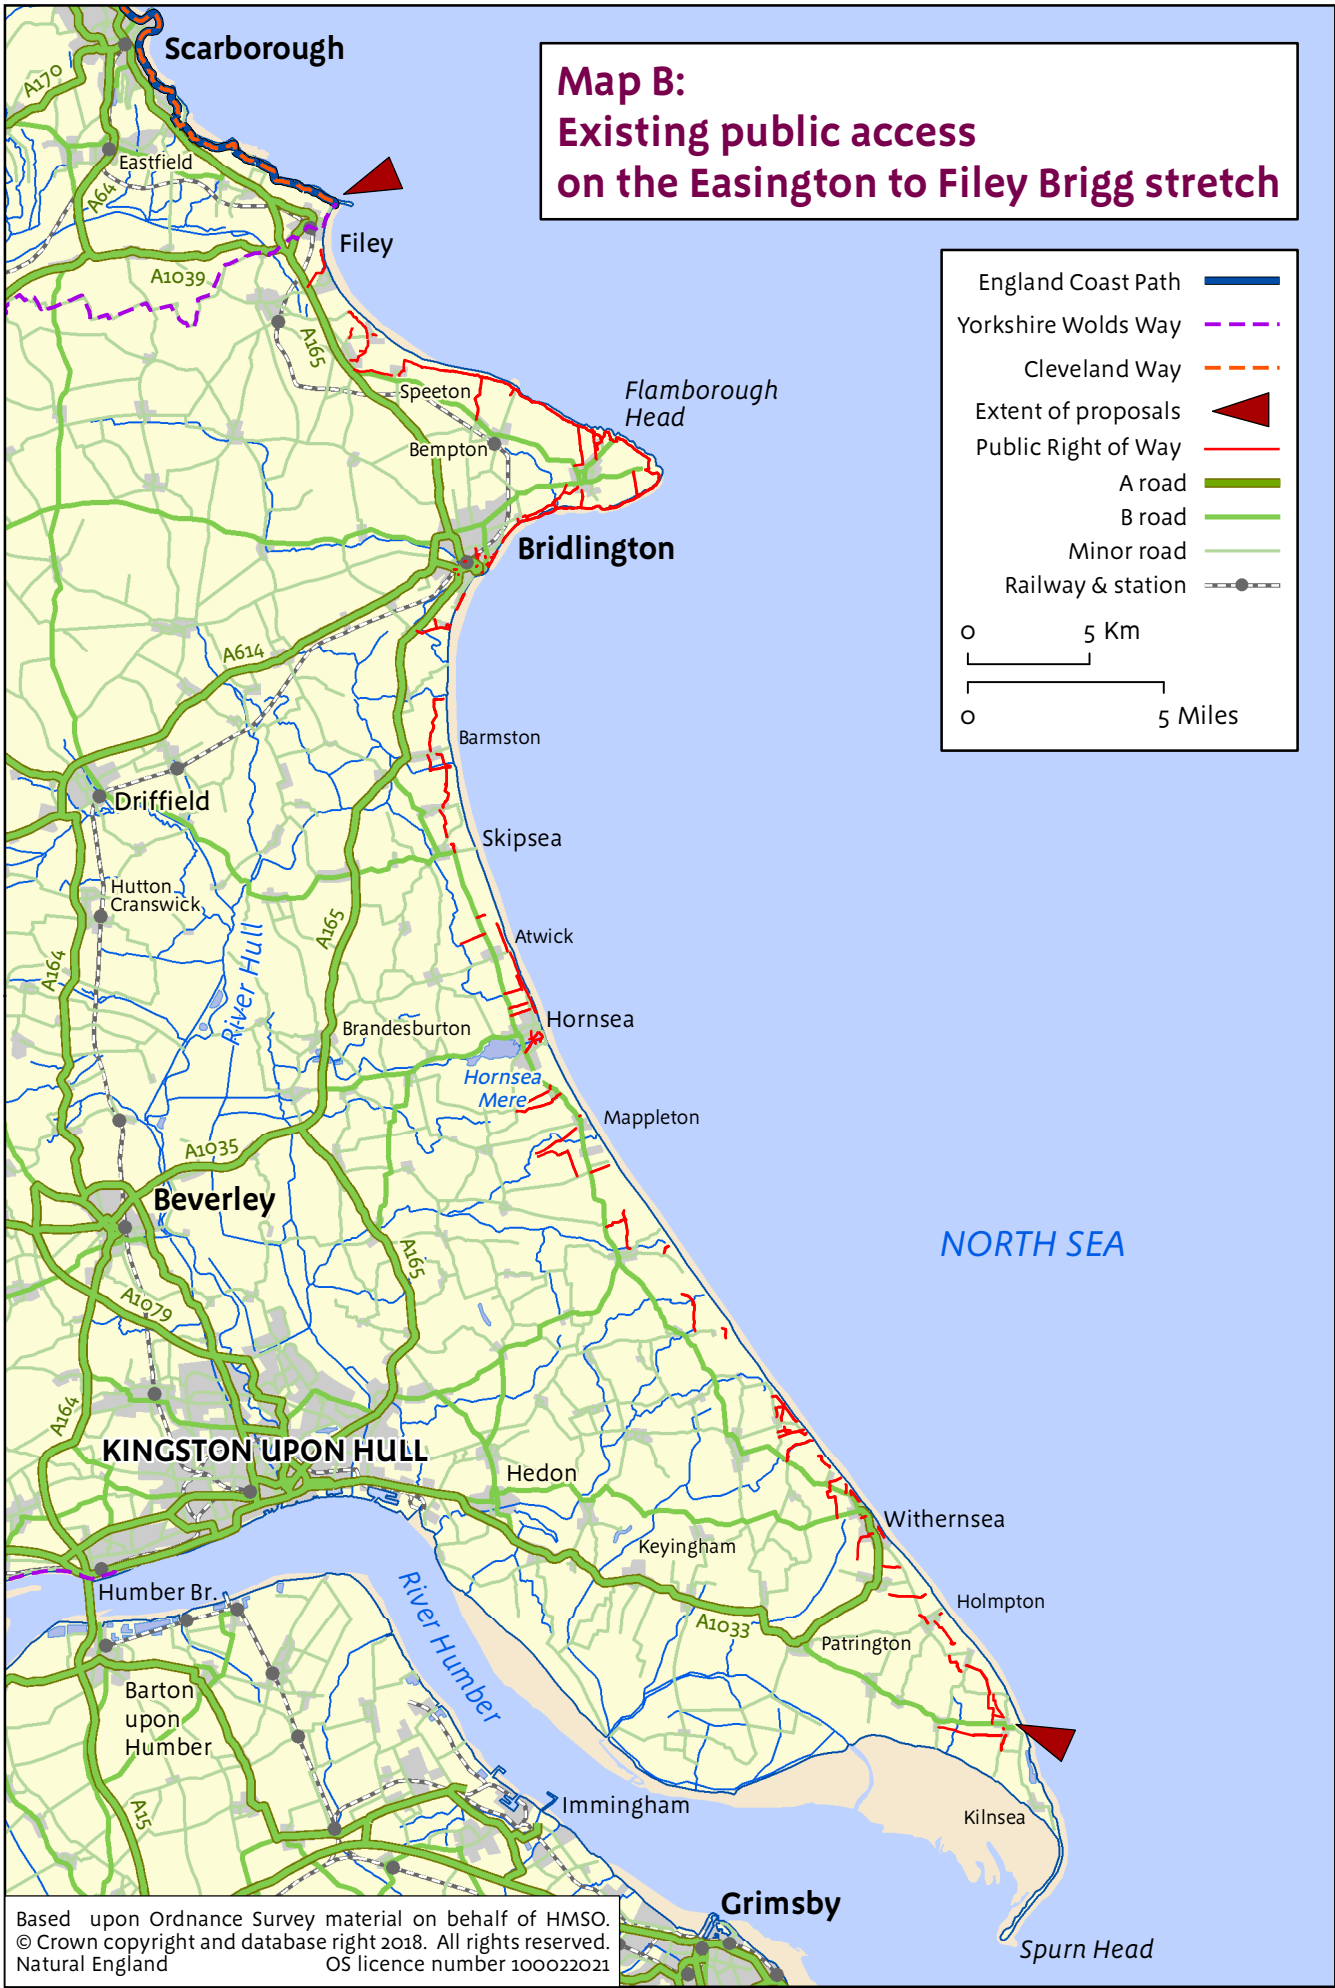 Scarborough
Map B:
Existing public access
on the Easington to Filey Brigg stretch
A170
Eastfield
A64
Filey
A1039
A165
England Coast Path
Yorkshire Wolds Way
Cleveland Way
Extent of proposals
Public Right of Way
A road
B road
Minor road
Railway & station
0 5 Km
0 5 Miles
Speeton
Flamborough
Head
Bempton
Bridlington
A614
Barmston
Driffield
Skipsea
Hutton
Cranswick
A165
River Hull
Atwick
A164
Brandesburton
Hornsea
Hornsea
Mere
Mappleton
A1035
Beverley
A165
NORTH SEA
A1079
A164
KINGSTON UPON HULL
Hedon
Withernsea
Keyingham
Humber Br.
River Humber
Holmpton
A1033
Patrington
Barton
upon
Humber
A15
Immingham
Kilnsea
Grimsby
Spurn Head
Based upon Ordnance Survey material on behalf of HMSO.
© Crown copyright and database right 2018. All rights reserved.
Natural England OS licence number 100022021